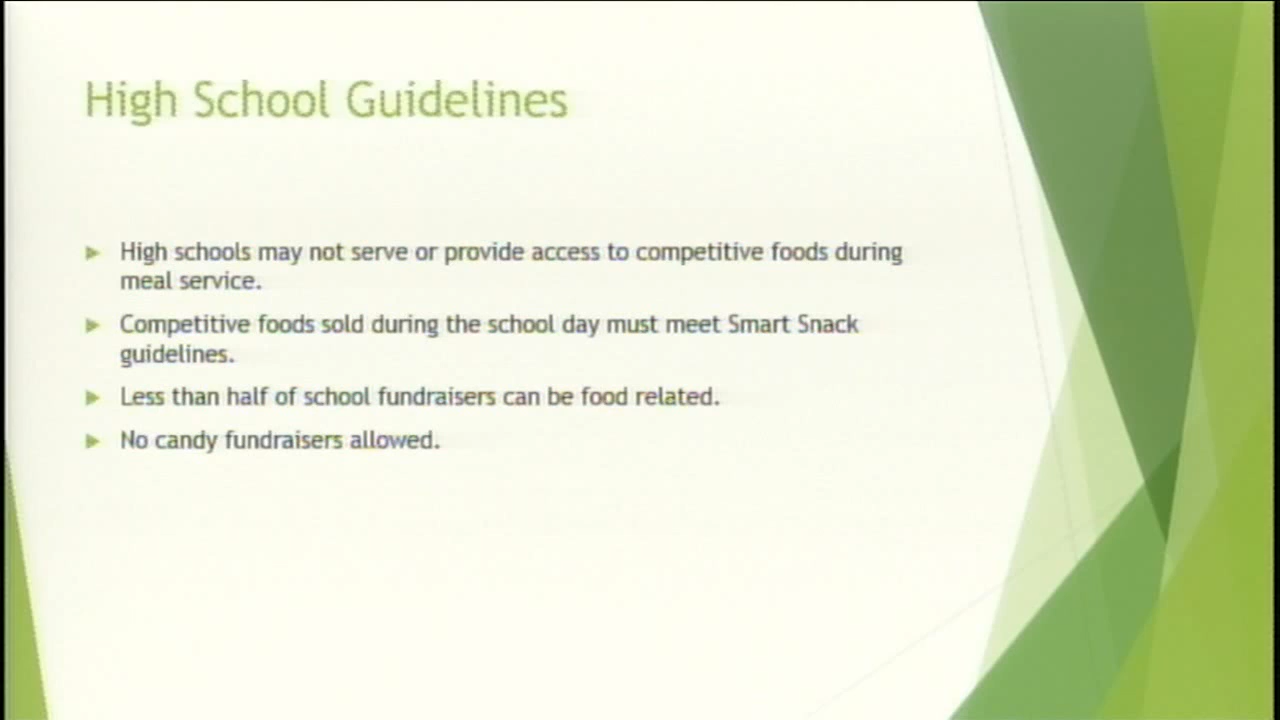 High School Guidelines
High schools may not serve or provide access to competitive foods during
meal service.
Competitive foods sold during the school day must meet Smart Snack
guidelines.
Less than half of school fundraisers can be food related.
No candy fundraisers allowed.